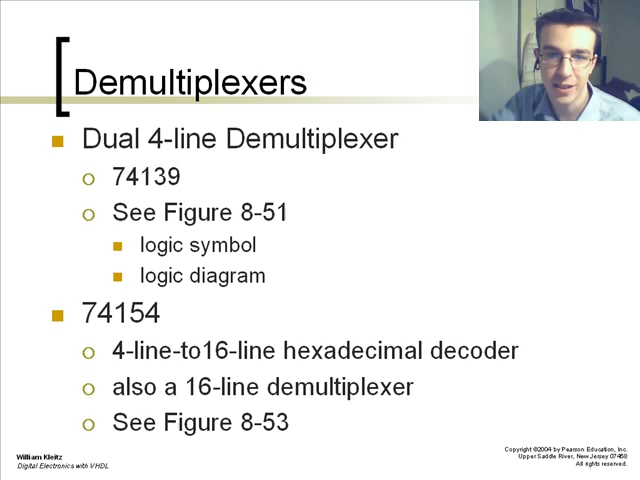 Demultiplexers
Dual 4-line Demultiplexer
74139
See Figure 8-51
logic symbol
logic diagram
74154
4-line-to16-line hexadecimal decoder
also a 16-line demultiplexer
See Figure 8-53
William Kleitz
Digital Electronics with VHDL
Copyright ©2004 by Pearson Education, Inc.
Upper Saddle River, New Jersey 07458
All rights reserved.